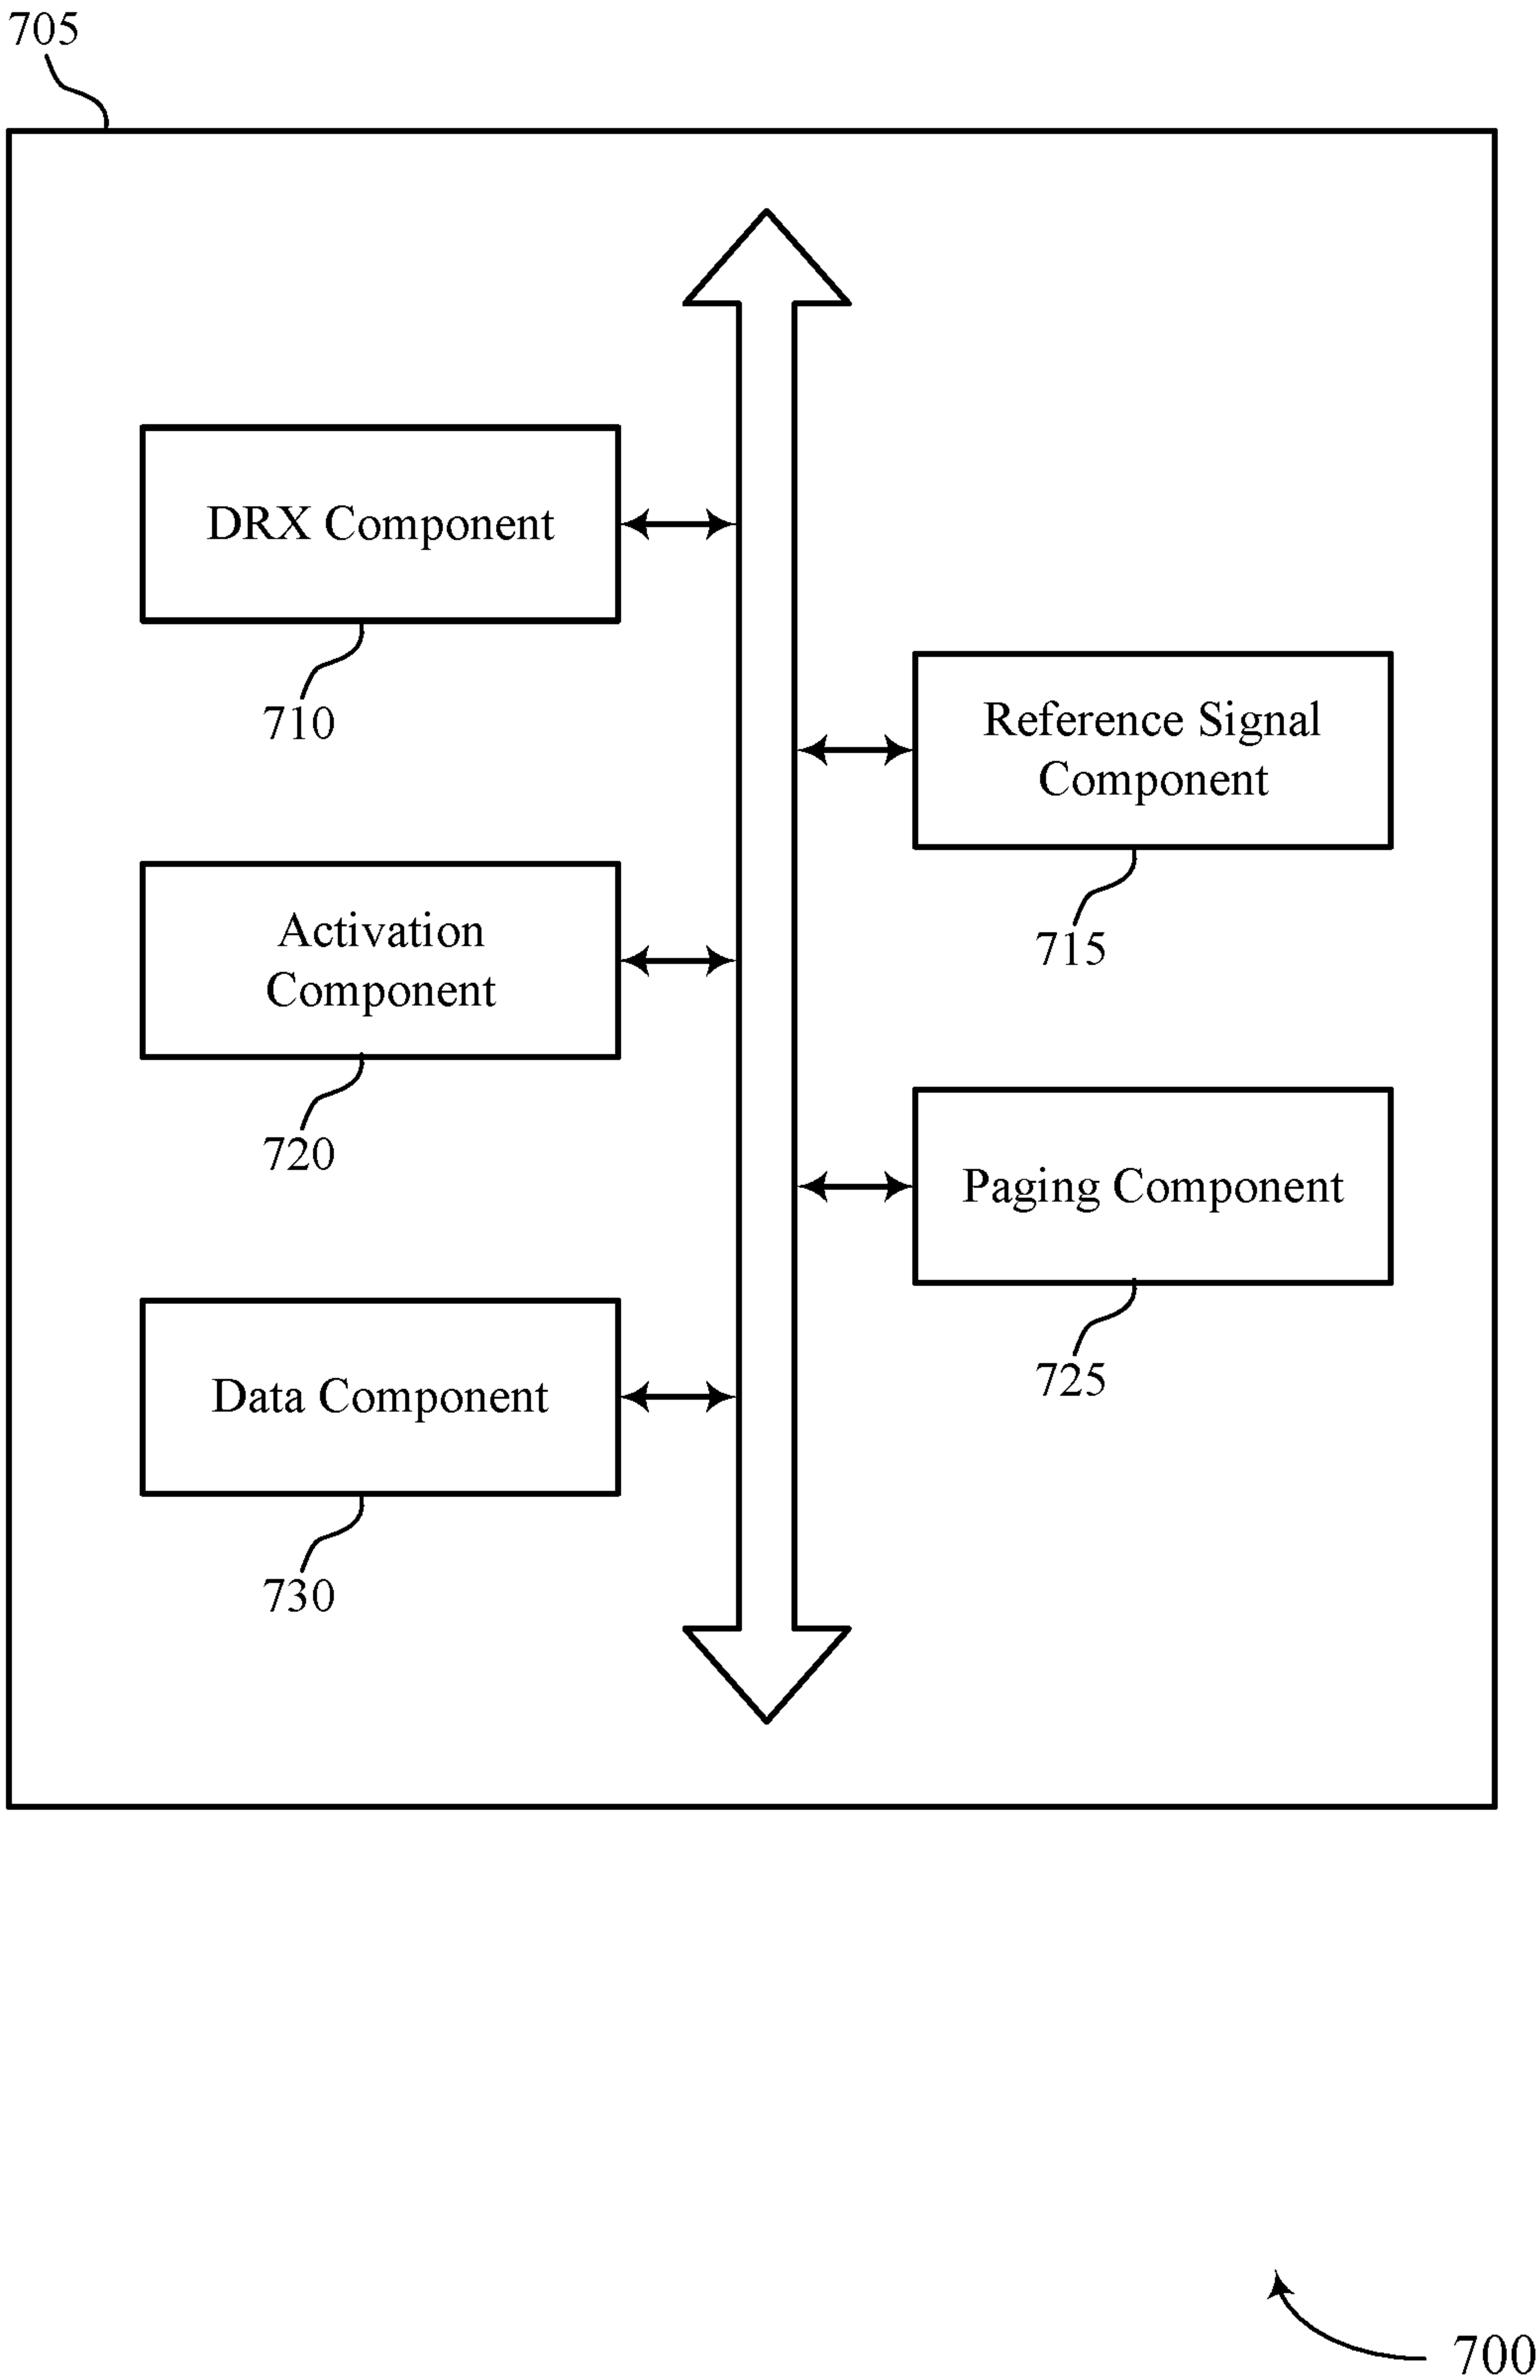 705
DRX Component
710
Reference Signal
Component
715
Activation
Component
720
Paging Component
725
Data Component
730
700